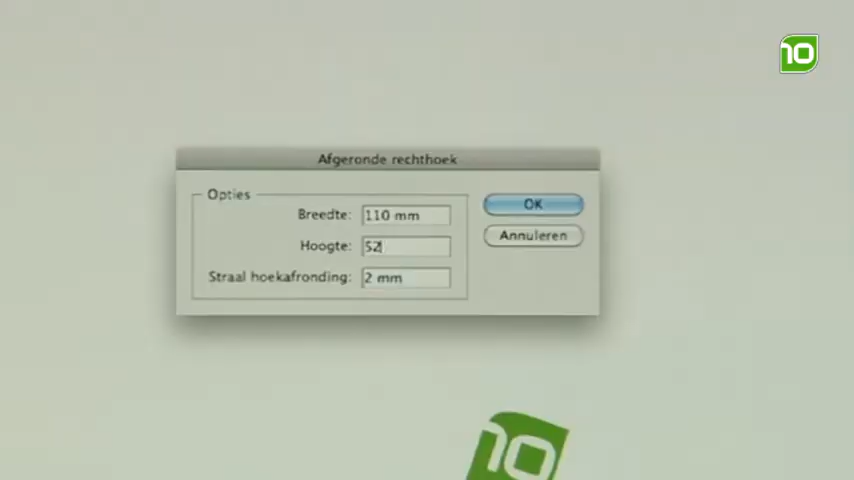 10
Afgeronde rechthoek
Opties
Breedte: 110 mm
OK
Hoogte: 52
Annuleren
Straal hoekafronding: 2 mm
10